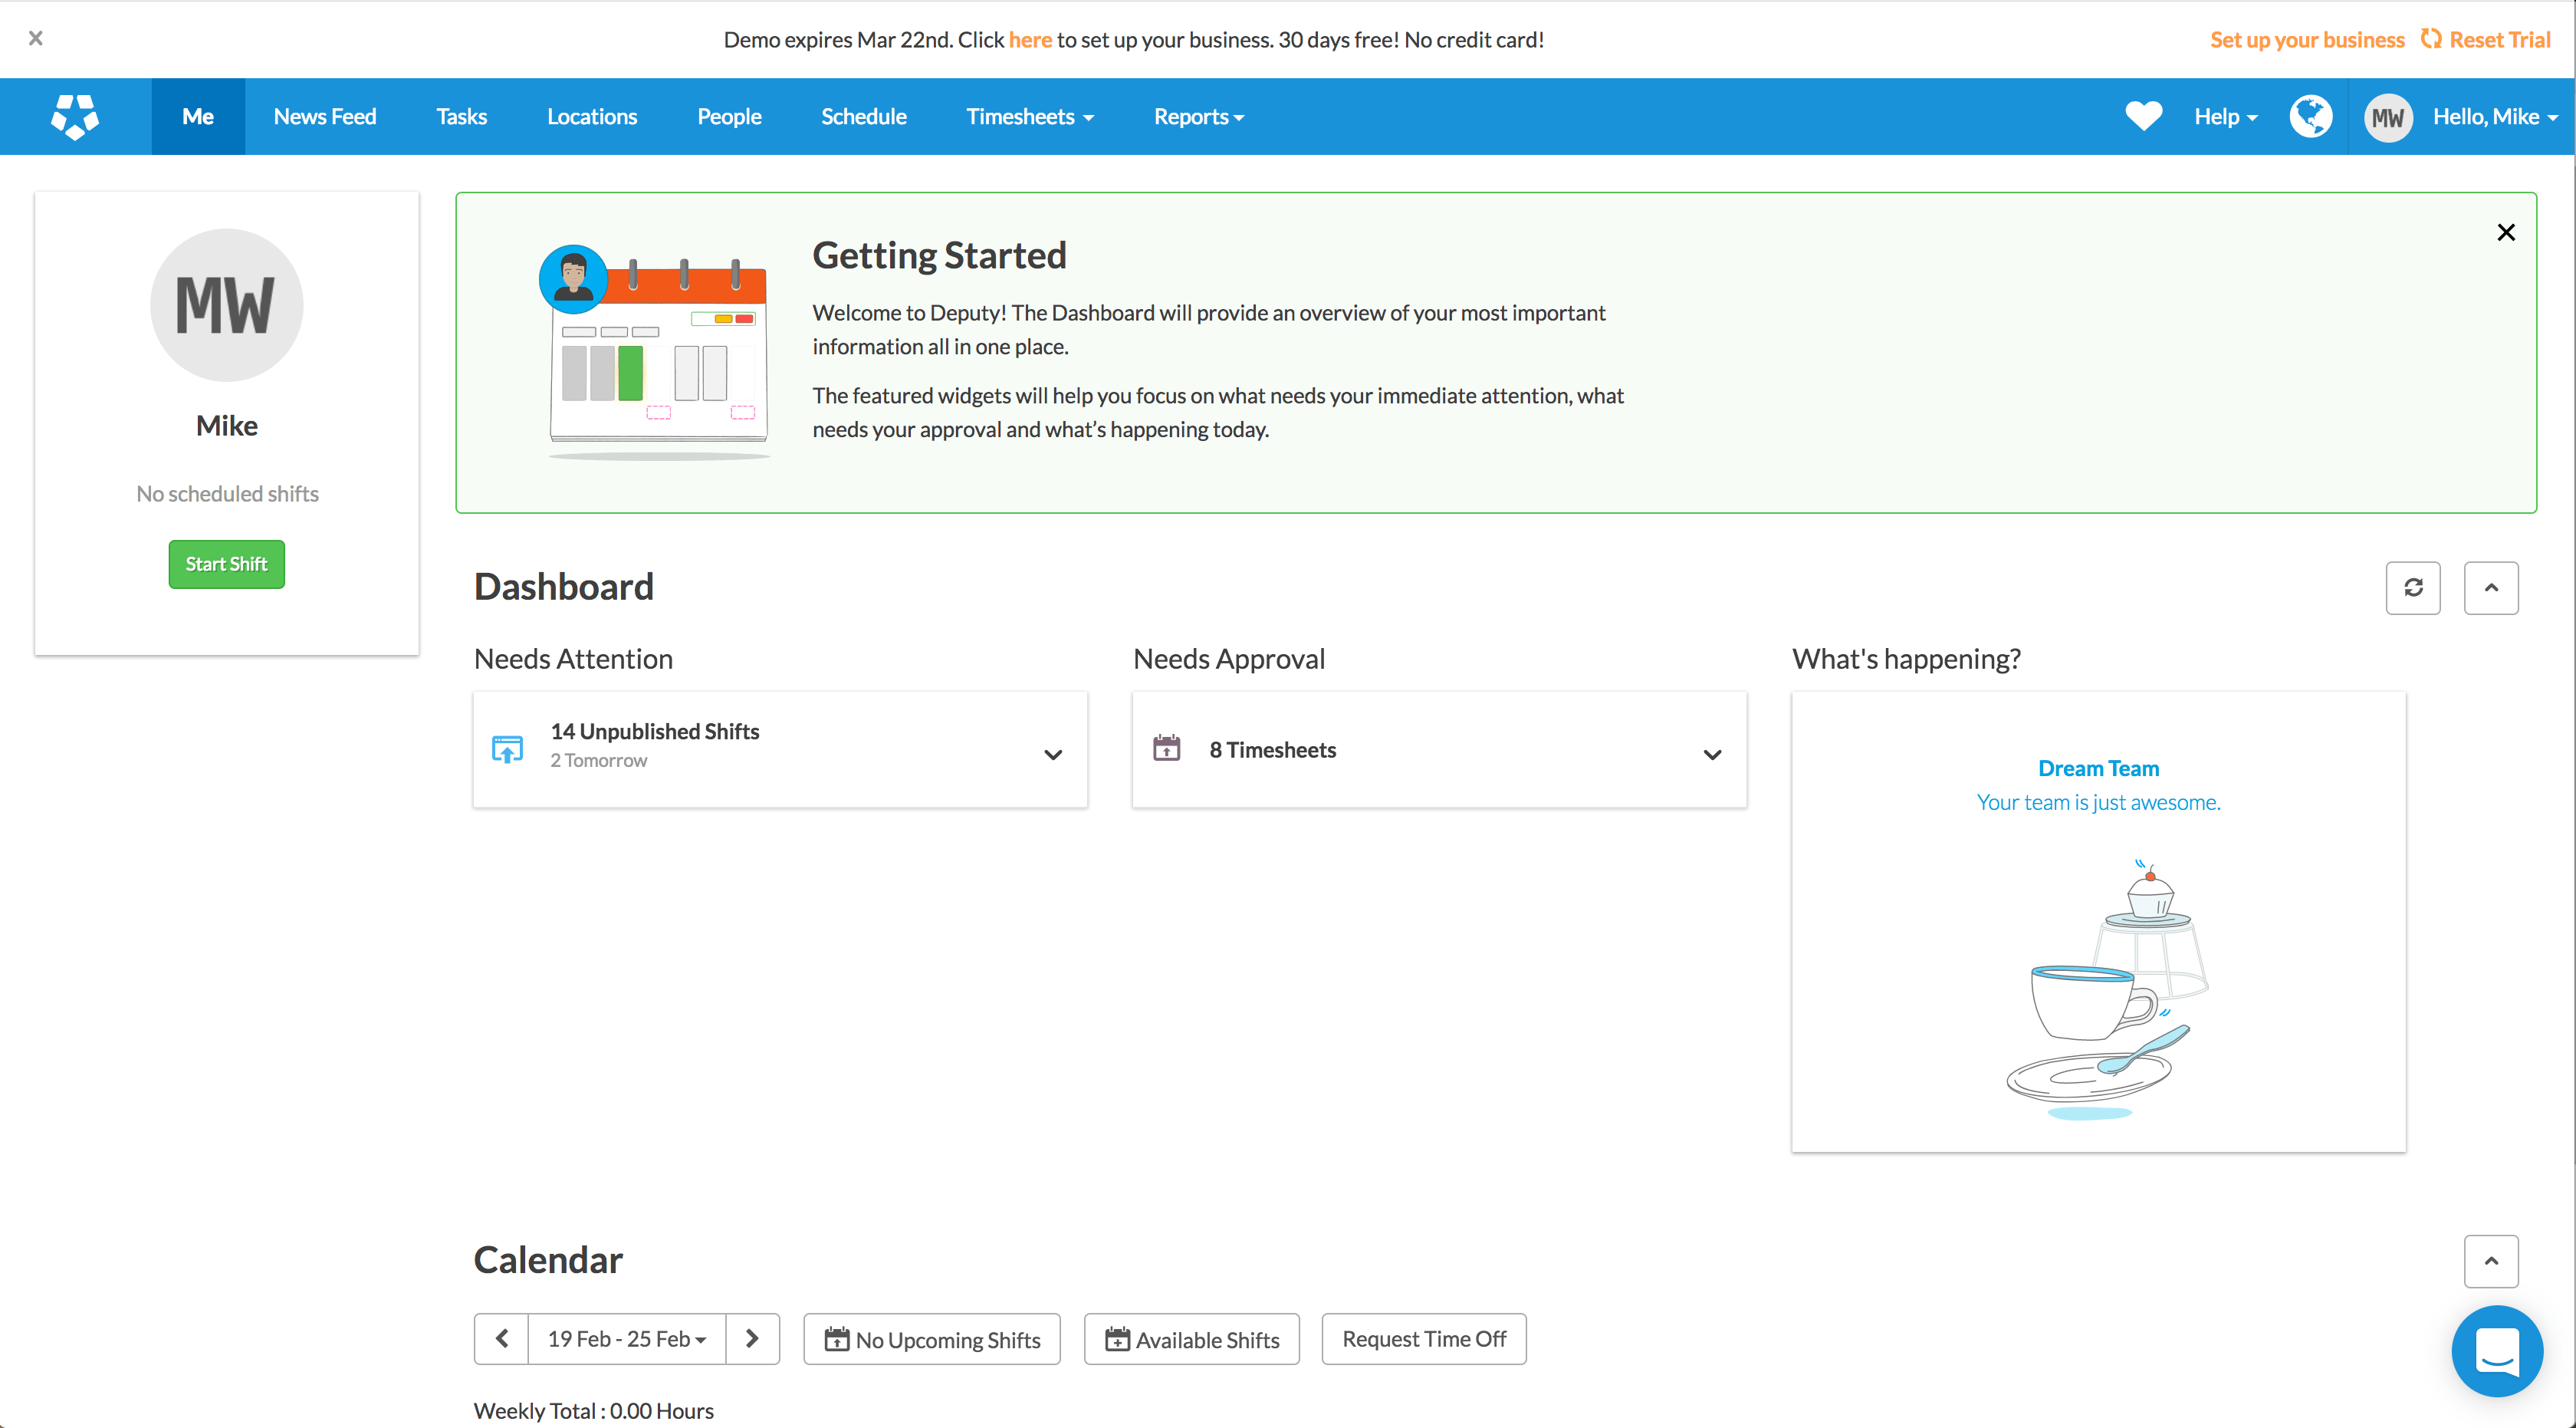 Demo expires Mar 22nd. Click here to set up your business. 30 days free! No credit card!
Set up your business Reset Trial
Me News Feed Tasks Locations People Schedule Timesheets Reports Help MW Hello, Mike
MW
Mike
No scheduled shifts
Start Shift
Getting Started
Welcome to Deputy! The Dashboard will provide an overview of your most important
information all in one place.
The featured widgets will help you focus on what needs your immediate attention, what
needs your approval and what’s happening today.
Dashboard
Needs Attention
14 Unpublished Shifts
2 Tomorrow
Needs Approval
8 Timesheets
What's happening?
Dream Team
Your team is just awesome.
Calendar
19 Feb - 25 Feb No Upcoming Shifts Available Shifts Request Time Off
Weekly Total : 0.00 Hours